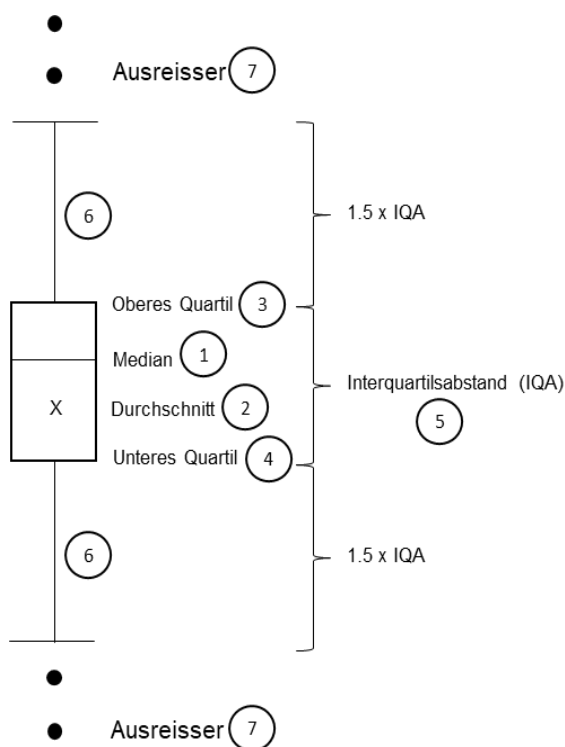 Ausreisser 7
6
1.5 x IQA
Oberes Quartil 3
Median 1
Interquartilsabstand (IQA)
5
X
Durchschnitt 2
Unteres Quartil 4
6
1.5 x IQA
Ausreisser 7